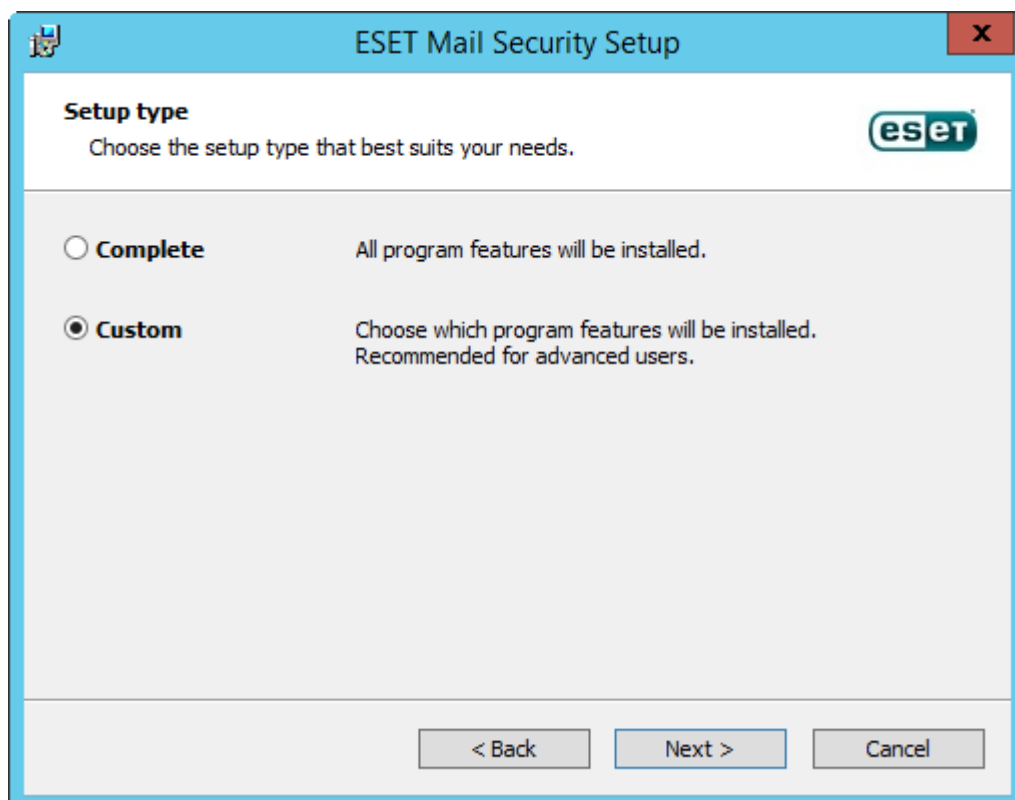 ESET Mail Security Setup
x
Setup type
Choose the setup type that best suits your needs.
eseT
Complete
All program features will be installed.
Custom
Choose which program features will be installed.
Recommended for advanced users.
< Back
Next >
Cancel